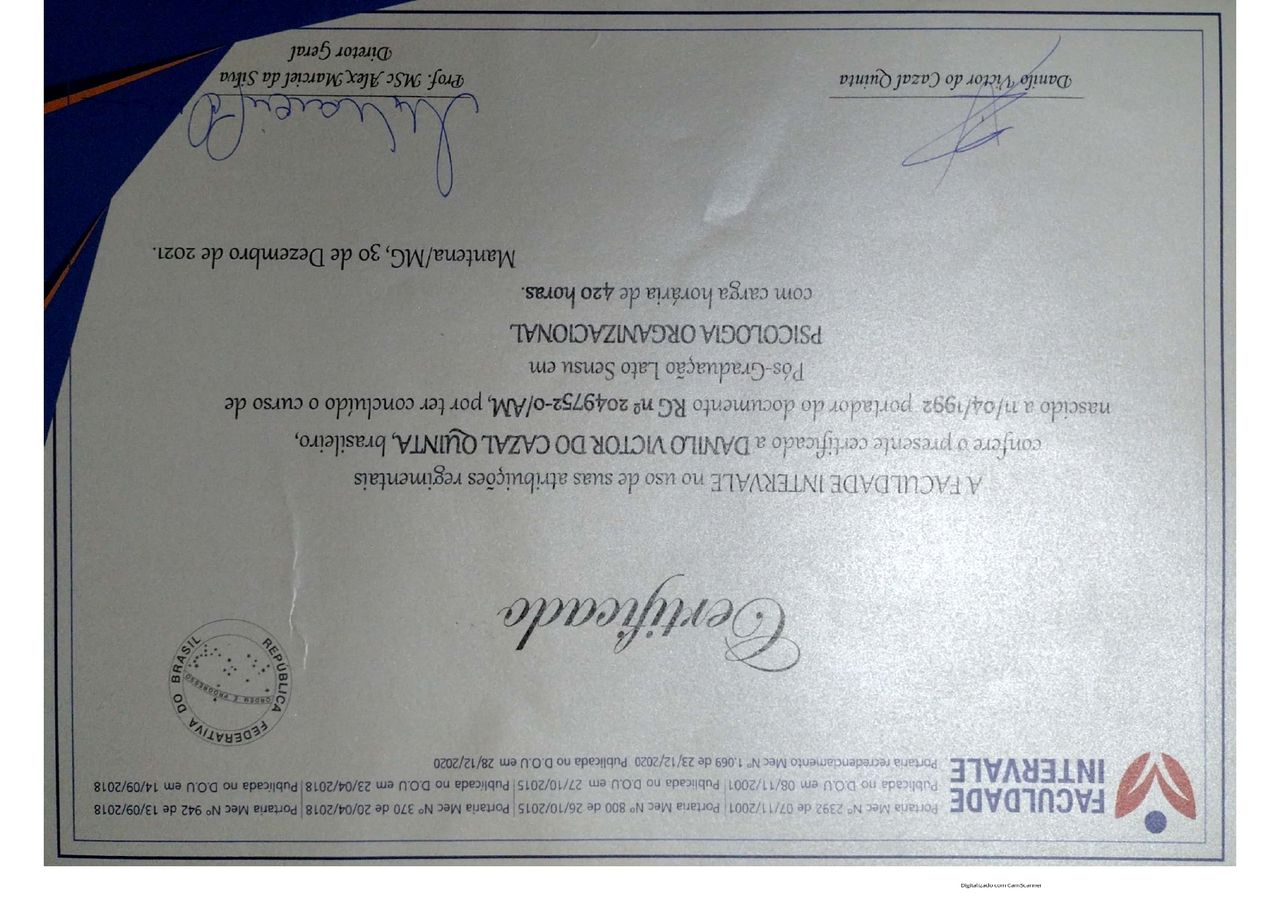 FACULDADE
INTERVALE
Portaria Mec Nº 2392 de 07/11/2001 | Portaria Mec Nº 800 de 26/10/2015 | Portaria Mec Nº 370 de 20/04/2018 | Portaria Mec Nº 942 de 13/09/2018
Publicada no D.O.U em 08/11/2001 | Publicada no D.O.U em 27/10/2015 | Publicada no D.O.U em 23/04/2018 | Publicada no D.O.U em 14/09/2018
Portaria recredenciamento Mec Nº 1.069 de 23/12/2020 Publicada no D.O.U em 28/12/2020
REPÚBLICA FEDERATIVA DO BRASIL
ORDEM E PROGRESSO
Certificado
A FACULDADE INTERVALE no uso de suas atribuições regimentais
confere o presente certificado a DANILO VICTOR DO CAZAL QUINTA, brasileiro,
nascido a 11/04/1992 portador do documento RG nº 2049752-0/AM, por ter concluído o curso de
Pós-Graduação Lato Sensu em
PSICOLOGIA ORGANIZACIONAL
com carga horária de 420 horas.
Mantena/MG, 30 de Dezembro de 2021.
Danilo Victor do Cazal Quinta
Prof. MSc Alex Marciel da Silva
Diretor Geral
Digitalizado com CamScanner